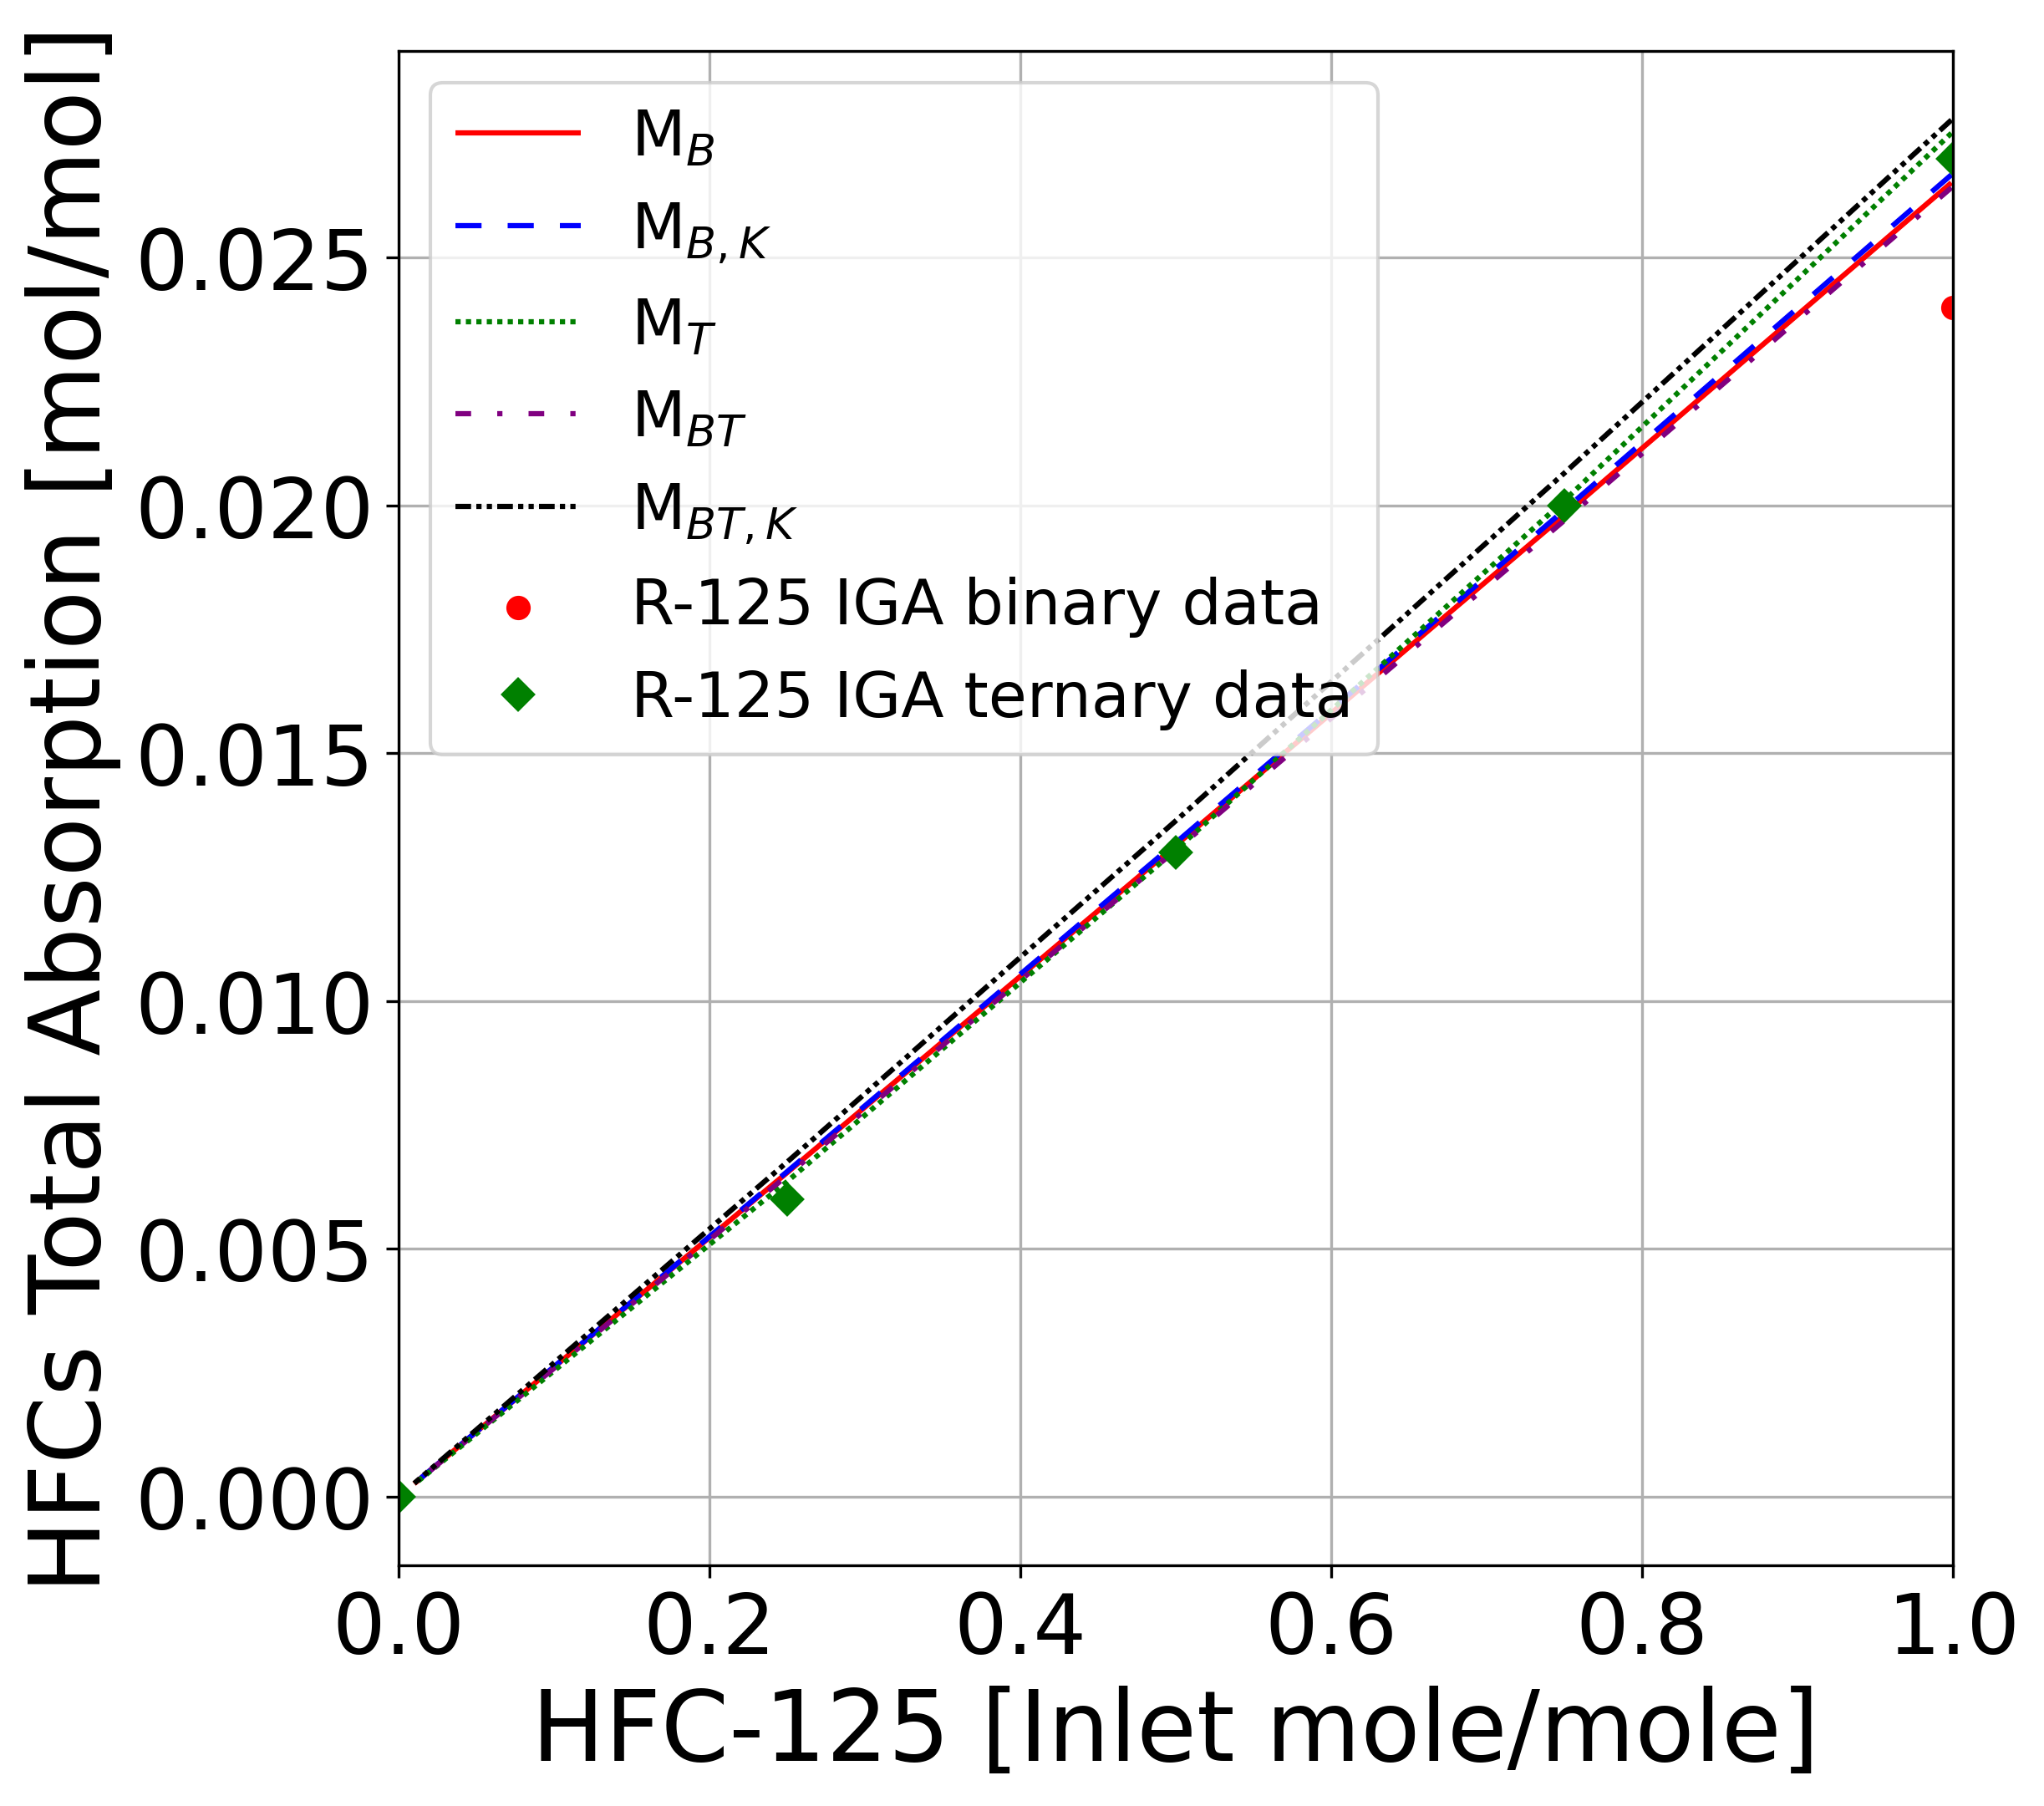 HFCs Total Absorption [mol/mol]
0.025
0.020
0.015
0.010
0.005
0.000
M_B
M_{B,K}
M_T
M_{BT}
M_{BT,K}
R-125 IGA binary data
R-125 IGA ternary data
0.0 0.2 0.4 0.6 0.8 1.0
HFC-125 [Inlet mole/mole]